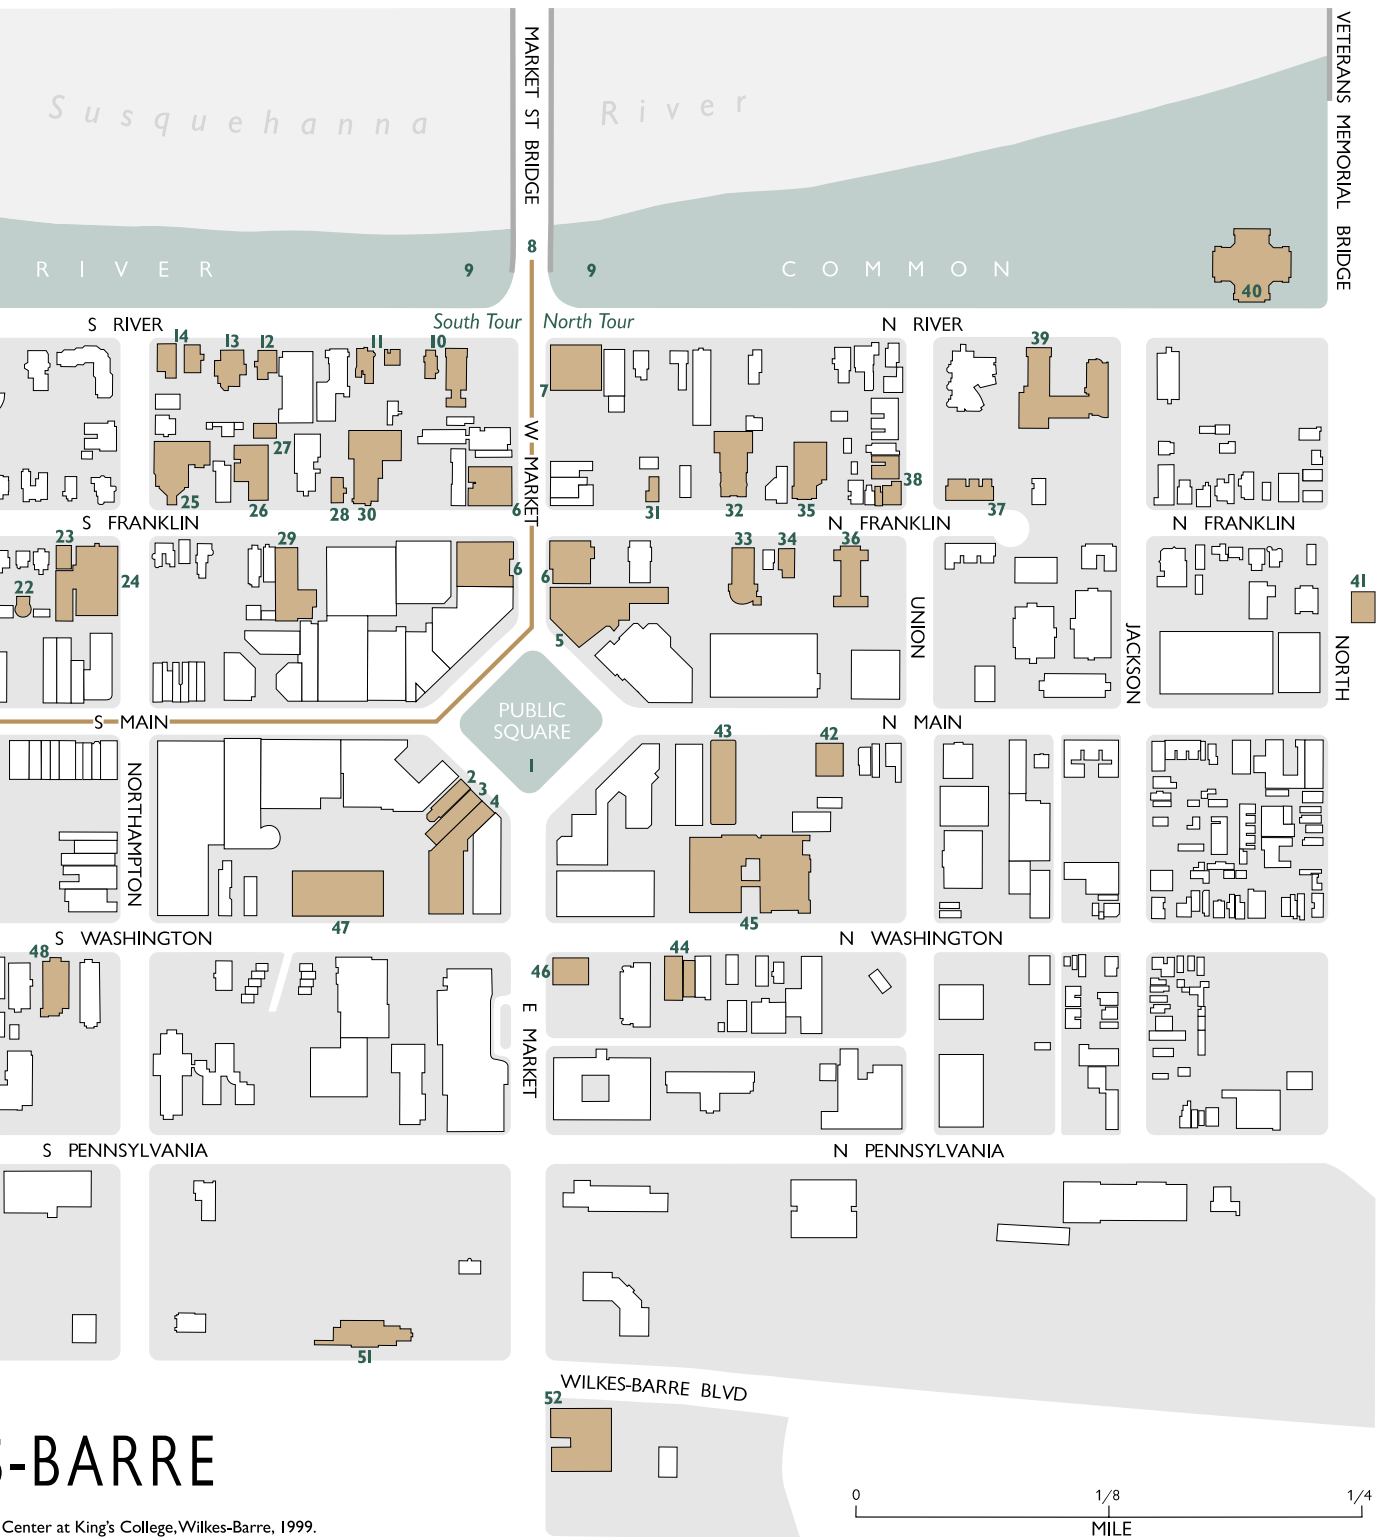 MARKET ST BRIDGE
VETERANS MEMORIAL BRIDGE
Susquehanna River
8
RIVER 9 9 COMMON
40
S RIVER South Tour North Tour N RIVER
14 13 12 11 10 39
7
W MARKET
27
38
25 26 28 30 6 31 32 35 37
S FRANKLIN N FRANKLIN N FRANKLIN
23 29 33 34 36
24 6 6 41
22
UNION
JACKSON
NORTH
5
PUBLIC
SQUARE
1
S MAIN N MAIN
43 42
2
3
4
NORTHAMPTON
47 45
S WASHINGTON N WASHINGTON
48 44
46
E MARKET
S PENNSYLVANIA N PENNSYLVANIA
51
WILKES-BARRE BLVD
52
S-BARRE
0 1/8 1/4
MILE
Center at King's College, Wilkes-Barre, 1999.